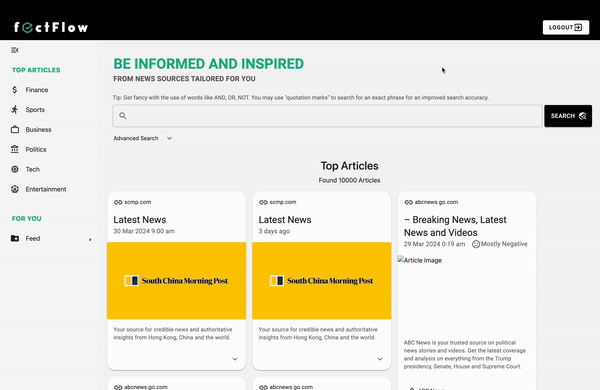 factFlow
LOGOUT
TOP ARTICLES
Finance
Sports
Business
Politics
Tech
Entertainment
FOR YOU
Feed
BE INFORMED AND INSPIRED
FROM NEWS SOURCES TAILORED FOR YOU
Tip: Get fancy with the use of words like AND, OR, NOT. You may use "quotation marks" to search for an exact phrase for an improved search accuracy.
SEARCH
Advanced Search
Top Articles
Found 10000 Articles
scmp.com
Latest News
30 Mar 2024 9:00 am
South China Morning Post
Your source for credible news and authoritative
insights from Hong Kong, China and the world.
scmp.com
Latest News
3 days ago
South China Morning Post
Your source for credible news and authoritative
insights from Hong Kong, China and the world.
abcnews.go.com
– Breaking News, Latest
News and Videos
29 Mar 2024 0:19 am
Mostly Negative
Article Image
ABC News is your trusted source on political
news stories and videos. Get the latest coverage
and analysis on everything from the Trump
presidency, Senate, House and Supreme Court.
abcnews.go.com
abcnews.go.com